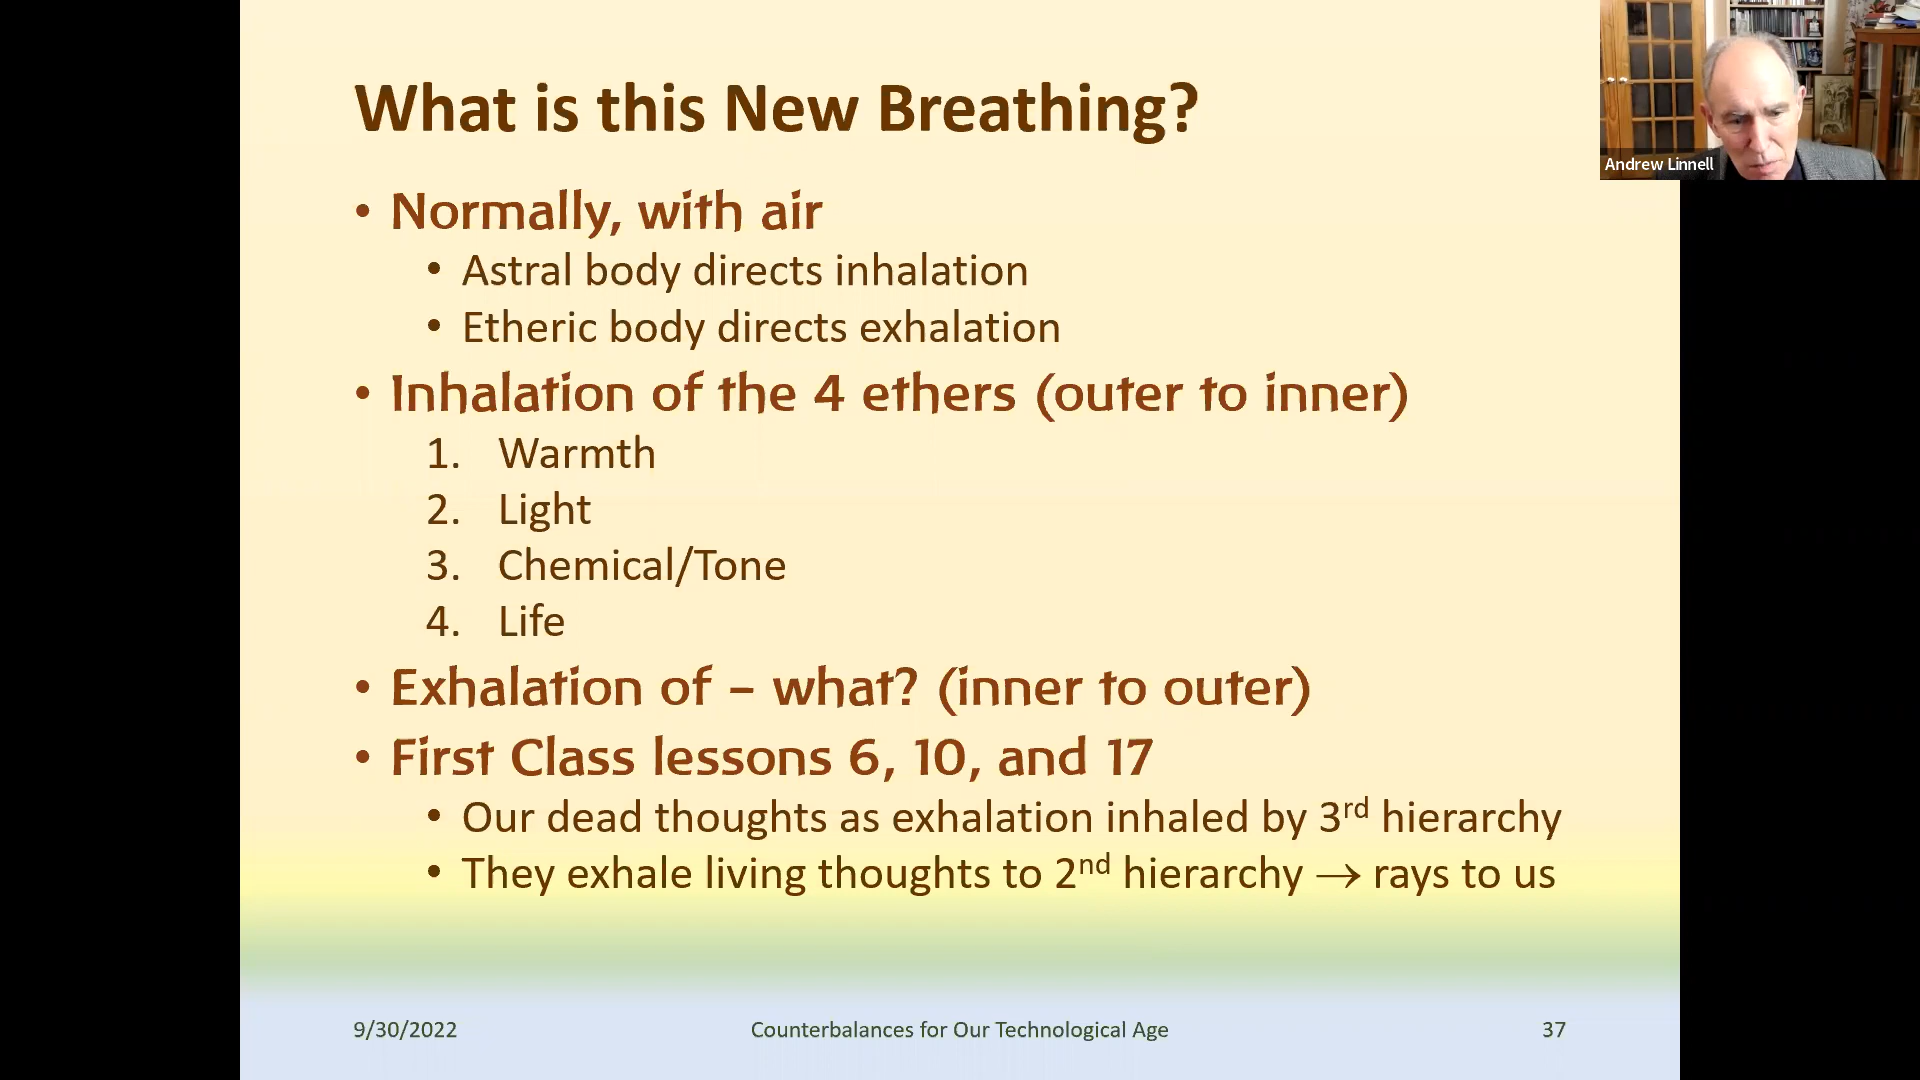 What is this New Breathing?
Andrew Linnell
• Normally, with air
• Astral body directs inhalation
• Etheric body directs exhalation
• Inhalation of the 4 ethers (outer to inner)
1. Warmth
2. Light
3. Chemical/Tone
4. Life
• Exhalation of – what? (inner to outer)
• First Class lessons 6, 10, and 17
• Our dead thoughts as exhalation inhaled by 3rd hierarchy
• They exhale living thoughts to 2nd hierarchy → rays to us
9/30/2022 Counterbalances for Our Technological Age 37